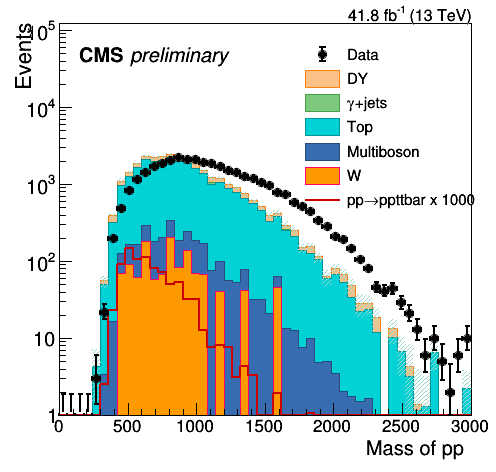 41.8 fb⁻¹ (13 TeV)
Events
CMS preliminary
Data
DY
γ+jets
Top
Multiboson
W
pp→ppttbar x 1000
10⁵
10⁴
10³
10²
10
1
0 500 1000 1500 2000 2500 3000
Mass of pp